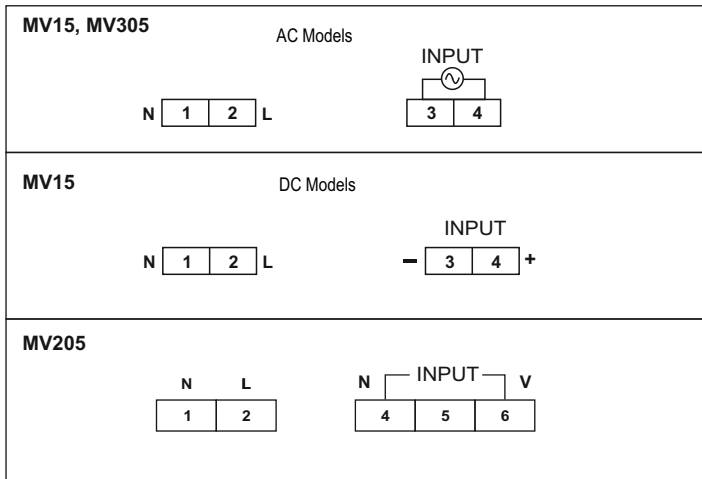 MV15, MV305
AC Models
INPUT
N 1 2 L
3 4
MV15
DC Models
INPUT
N 1 2 L
– 3 4 +
MV205
N L
N INPUT V
1 2
4 5 6